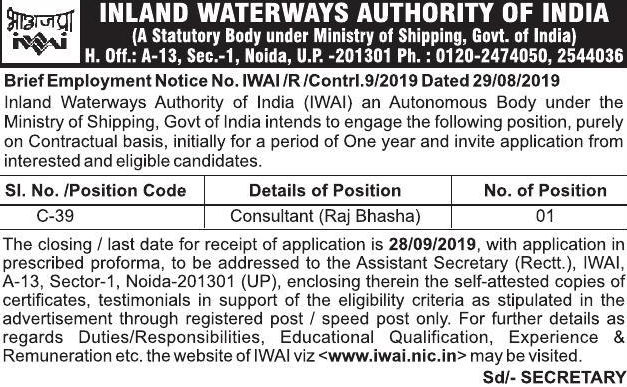 भाअजप्रा
IWAI
INLAND WATERWAYS AUTHORITY OF INDIA
(A Statutory Body under Ministry of Shipping, Govt. of India)
H. Off.: A-13, Sec.-1, Noida, U.P. -201301 Ph. : 0120-2474050, 2544036
Brief Employment Notice No. IWAI /R /Contrl.9/2019 Dated 29/08/2019
Inland Waterways Authority of India (IWAI) an Autonomous Body under the
Ministry of Shipping, Govt of India intends to engage the following position, purely
on Contractual basis, initially for a period of One year and invite application from
interested and eligible candidates.
Sl. No. /Position Code Details of Position No. of Position
C-39 Consultant (Raj Bhasha) 01
The closing / last date for receipt of application is 28/09/2019, with application in
prescribed proforma, to be addressed to the Assistant Secretary (Rectt.), IWAI,
A-13, Sector-1, Noida-201301 (UP), enclosing therein the self-attested copies of
certificates, testimonials in support of the eligibility criteria as stipulated in the
advertisement through registered post / speed post only. For further details as
regards Duties/Responsibilities, Educational Qualification, Experience &
Remuneration etc. the website of IWAI viz <www.iwai.nic.in> may be visited.
Sd/- SECRETARY